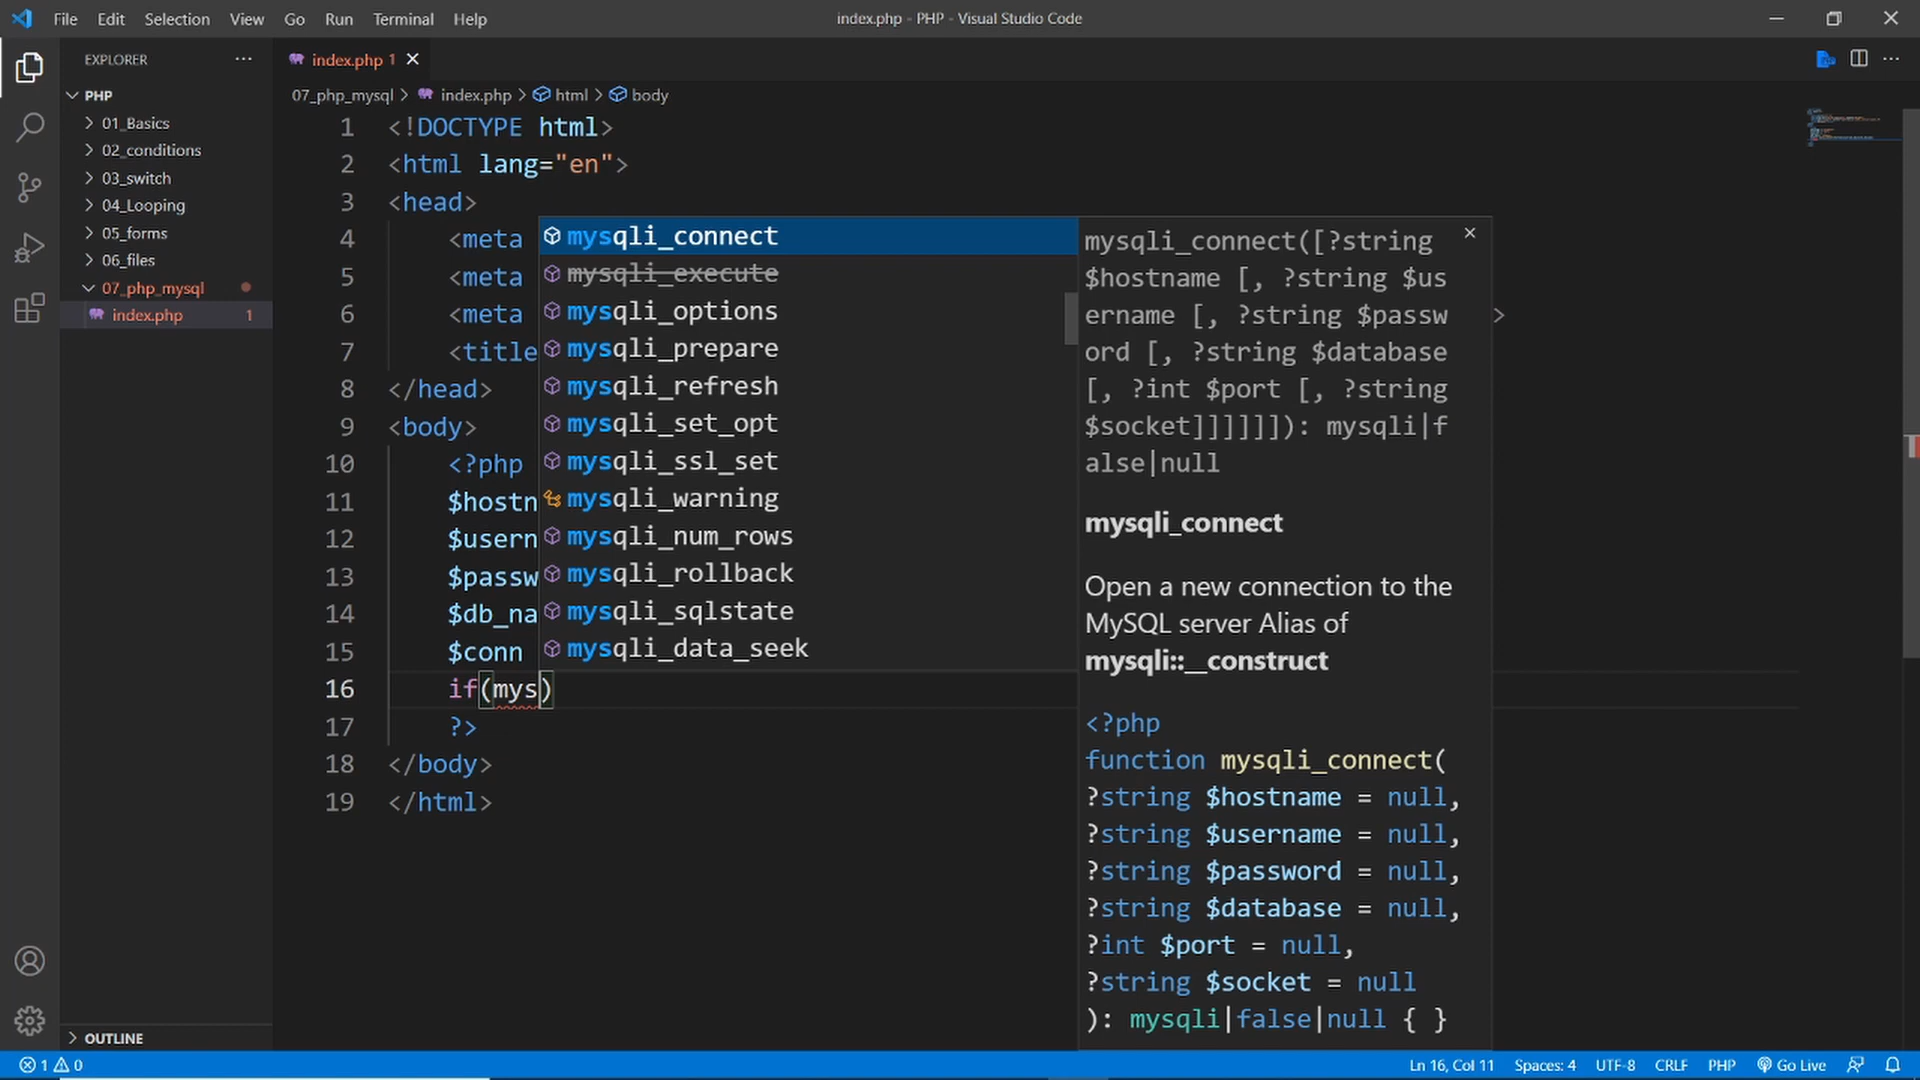 File Edit Selection View Go Run Terminal Help
index.php - PHP - Visual Studio Code
EXPLORER
PHP
01_Basics
02_conditions
03_switch
04_Looping
05_forms
06_files
07_php_mysql
index.php 1
OUTLINE
index.php 1
07_php_mysql > index.php > html > body
1 <!DOCTYPE html>
2 <html lang="en">
3 <head>
4 <meta
5 <meta
6 <meta >
7 <title
8 </head>
9 <body>
10 <?php
11 $hostn
12 $usern
13 $passw
14 $db_na
15 $conn
16 if(mys)
17 ?>
18 </body>
19 </html>
mysqli_connect
mysqli_execute
mysqli_options
mysqli_prepare
mysqli_refresh
mysqli_set_opt
mysqli_ssl_set
mysqli_warning
mysqli_num_rows
mysqli_rollback
mysqli_sqlstate
mysqli_data_seek
mysqli_connect([?string
$hostname [, ?string $us
ername [, ?string $passw
ord [, ?string $database
[, ?int $port [, ?string
$socket]]]]]]): mysqli|f
alse|null
mysqli_connect
Open a new connection to the
MySQL server Alias of
mysqli::__construct
<?php
function mysqli_connect(
?string $hostname = null,
?string $username = null,
?string $password = null,
?string $database = null,
?int $port = null,
?string $socket = null
): mysqli|false|null { }
1 0
Ln 16, Col 11 Spaces: 4 UTF-8 CRLF PHP Go Live